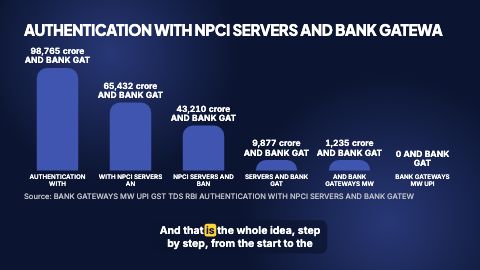 AUTHENTICATION WITH NPCI SERVERS AND BANK GATEWA
98,765 crore
AND BANK GAT
65,432 crore
AND BANK GAT
43,210 crore
AND BANK GAT
9,877 crore
AND BANK GAT
1,235 crore
AND BANK GAT
0 AND BANK
GAT
AUTHENTICATION
WITH
WITH NPCI SERVERS
AN
NPCI SERVERS AND
BAN
SERVERS AND BANK
GAT
AND BANK
GATEWAYS MW
BANK GATEWAYS
MW UPI
Source: BANK GATEWAYS MW UPI GST TDS RBI AUTHENTICATION WITH NPCI SERVERS AND BANK GATEW
And that is the whole idea, step
by step, from the start to the